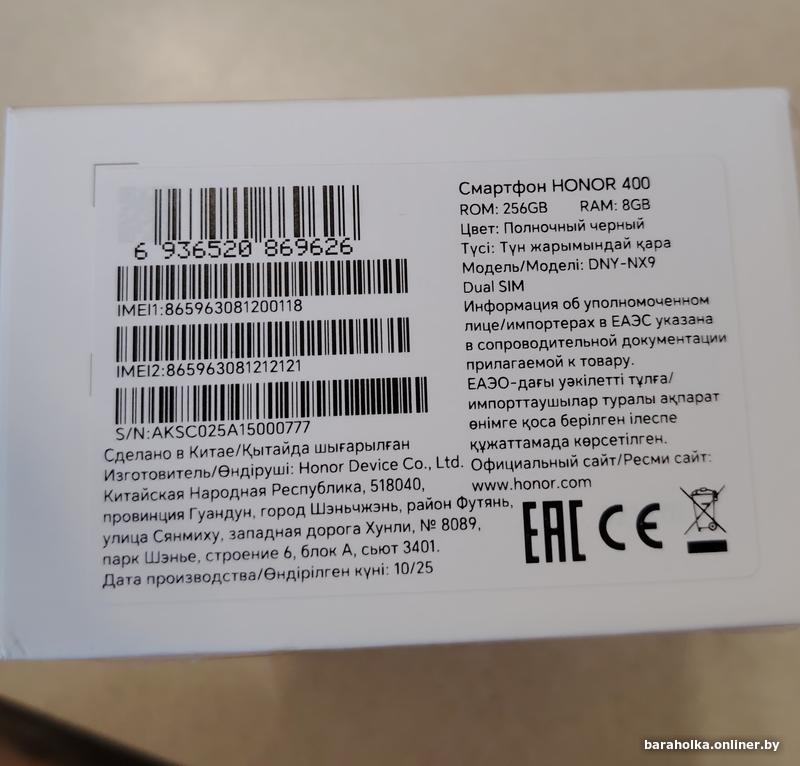 6 936520 869626
IMEI1:865963081200118
IMEI2:865963081212121
S/N:AKSC025A15000777
Сделано в Китае/Қытайда шығарылған
Изготовитель/Өндіруші: Honor Device Co., Ltd.
Китайская Народная Республика, 518040,
провинция Гуандун, город Шэньчжэнь, район Футянь,
улица Сянмиху, западная дорога Хунли, № 8089,
парк Шэнье, строение 6, блок А, сьют 3401.
Дата производства/Өндірілген күні: 10/25
Смартфон HONOR 400
ROM: 256GB RAM: 8GB
Цвет: Полночный черный
Түсі: Түн жарымындай қара
Модель/Моделі: DNY-NX9
Dual SIM
Информация об уполномоченном
лице/импортерах в ЕАЭС указана
в сопроводительной документации
прилагаемой к товару.
ЕАЭО-дағы уәкілетті тұлға/
импорттаушылар туралы ақпарат
өнімге қоса берілген ілеспе
құжаттамада көрсетілген.
Официальный сайт/Ресми сайт:
www.honor.com
EAC CE
baraholka.onliner.by